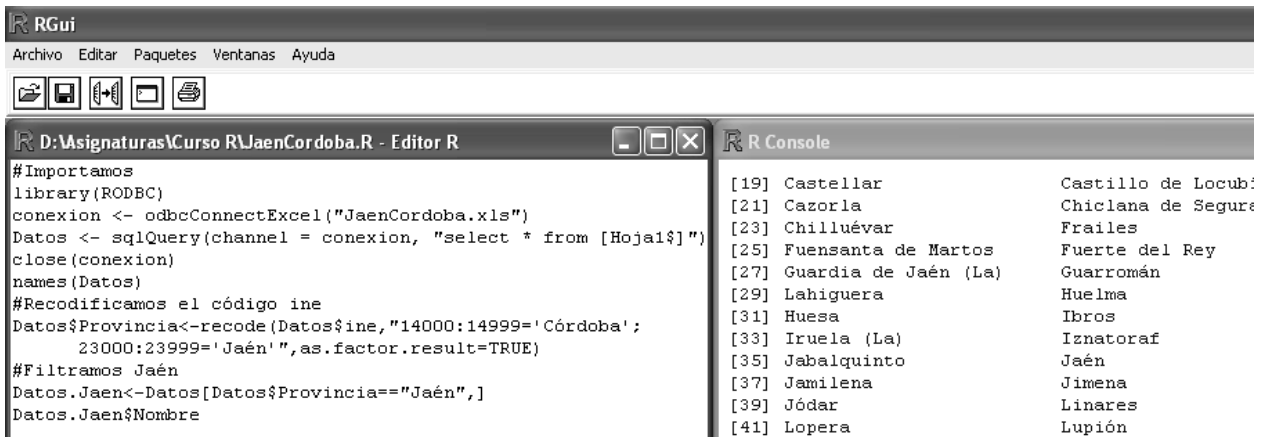 RGui
Archivo Editar Paquetes Ventanas Ayuda
D:\Asignaturas\Curso R\JaenCordoba.R - Editor R
#Importamos
library(RODBC)
conexion <- odbcConnectExcel("JaenCordoba.xls")
Datos <- sqlQuery(channel = conexion, "select * from [Hoja1$]")
close(conexion)
names(Datos)
#Recodificamos el código ine
Datos$Provincia<-recode(Datos$ine,"14000:14999='Córdoba';
23000:23999='Jaén'",as.factor.result=TRUE)
#Filtramos Jaén
Datos.Jaen<-Datos[Datos$Provincia=="Jaén",]
Datos.Jaen$Nombre
R Console
[19] Castellar Castillo de Locubi
[21] Cazorla Chiclana de Segura
[23] Chilluévar Frailes
[25] Fuensanta de Martos Fuerte del Rey
[27] Guardia de Jaén (La) Guarromán
[29] Lahiguera Huelma
[31] Huesa Ibros
[33] Iruela (La) Iznatoraf
[35] Jabalquinto Jaén
[37] Jamilena Jimena
[39] Jódar Linares
[41] Lopera Lupión